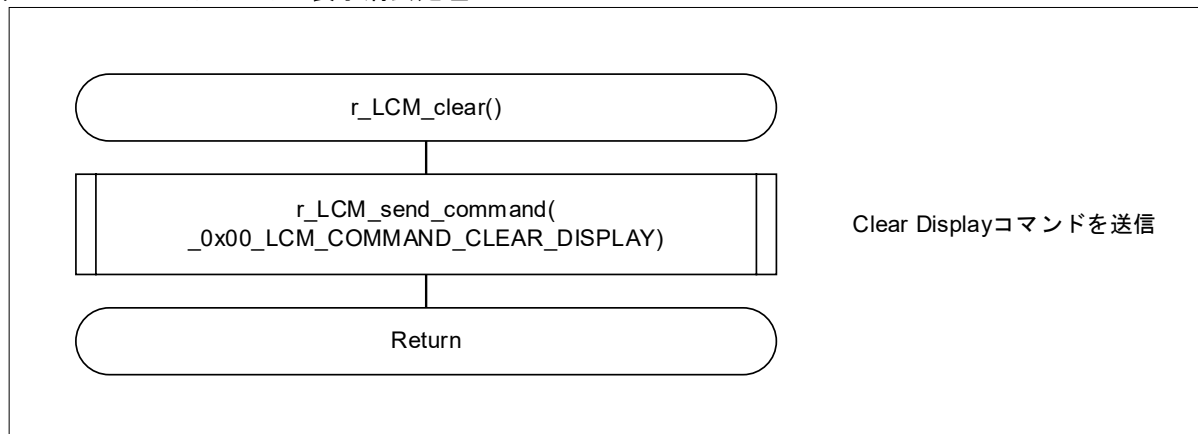 r_LCM_clear()
r_LCM_send_command(
_0x00_LCM_COMMAND_CLEAR_DISPLAY)
Clear Displayコマンドを送信
Return